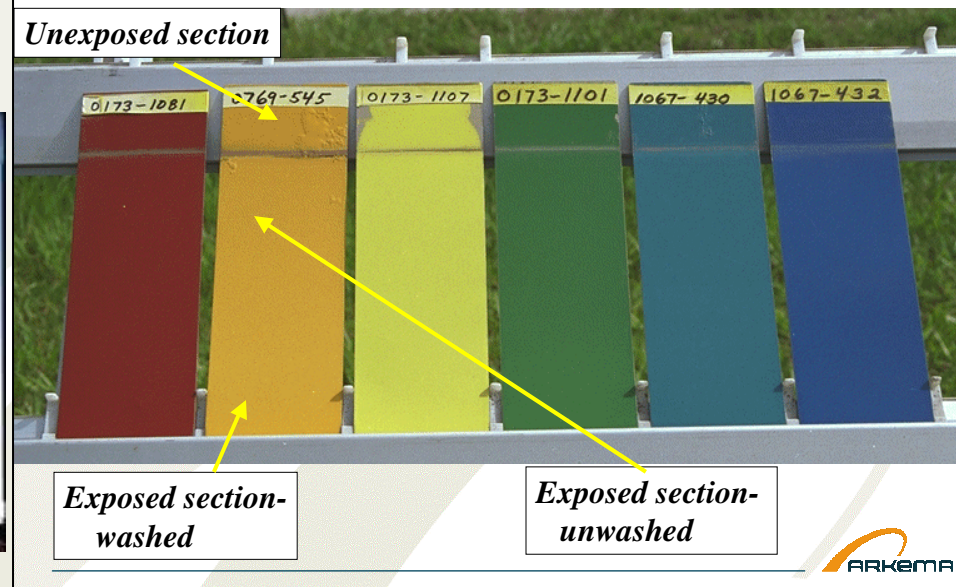 Unexposed section
0173-1081
0769-545
0173-1107
0173-1101
1067-430
1067-432
Exposed section-
washed
Exposed section-
unwashed
ARKEMA